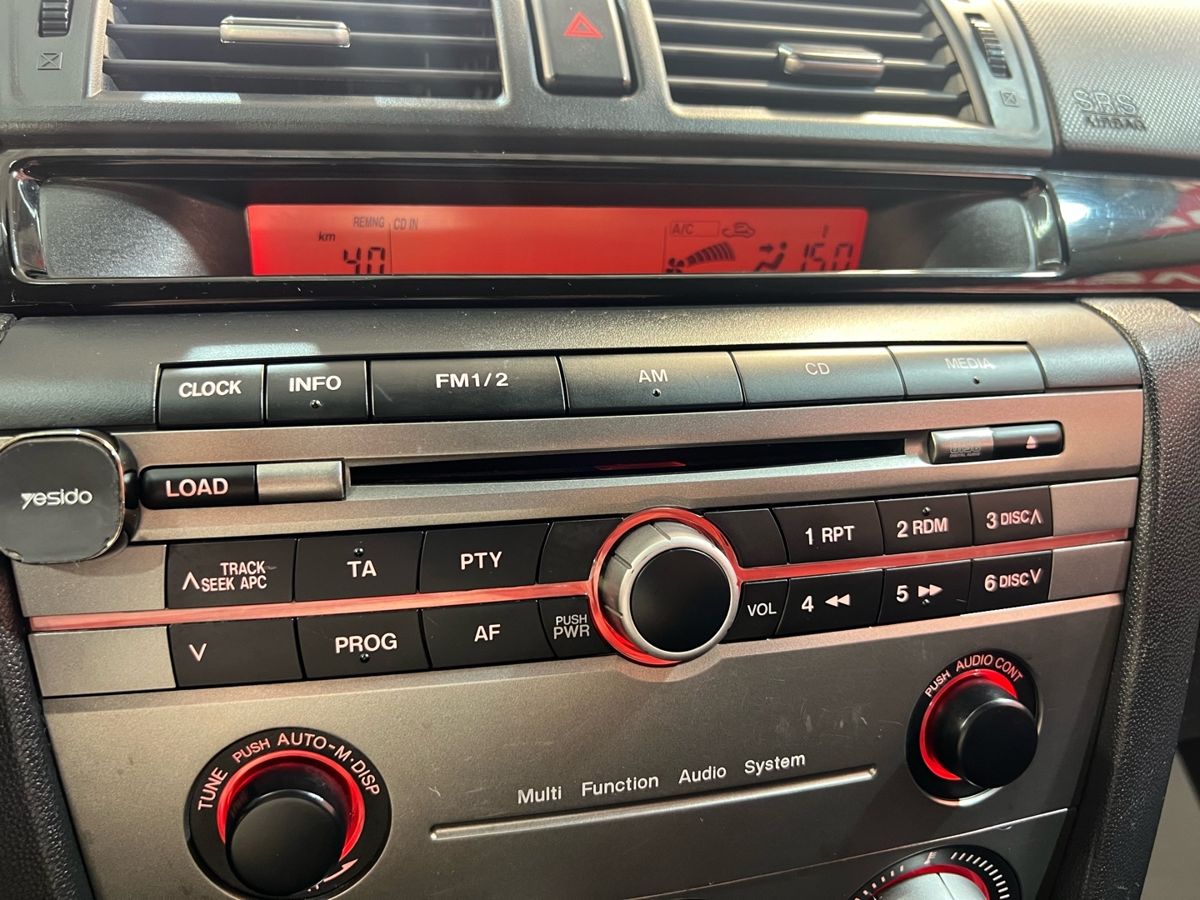 SRS
AIRBAG
REMNG CD IN
km 40
A/C
15.0
CLOCK
INFO
FM1/2
AM
CD
MEDIA
yesido
LOAD
TRACK
SEEK APC
TA
PTY
1 RPT
2 RDM
3 DISC
PROG
AF
PUSH
PWR
VOL
4
5
6 DISC
TUNE PUSH AUTO-M·DISP
PUSH AUDIO CONT
Multi Function Audio System